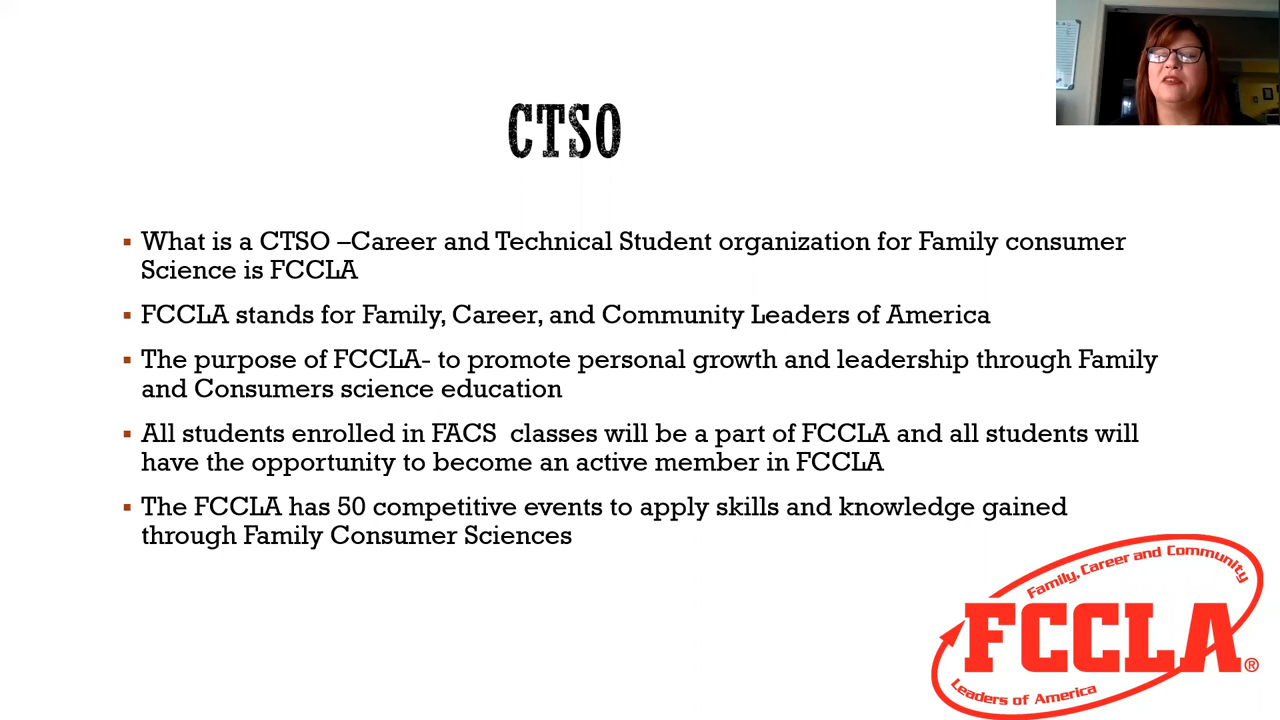 CTSO
▪ What is a CTSO –Career and Technical Student organization for Family consumer
Science is FCCLA
▪ FCCLA stands for Family, Career, and Community Leaders of America
▪ The purpose of FCCLA- to promote personal growth and leadership through Family
and Consumers science education
▪ All students enrolled in FACS  classes will be a part of FCCLA and all students will
have the opportunity to become an active member in FCCLA
▪ The FCCLA has 50 competitive events to apply skills and knowledge gained
through Family Consumer Sciences
Family, Career and Community
FCCLA®
Leaders of America